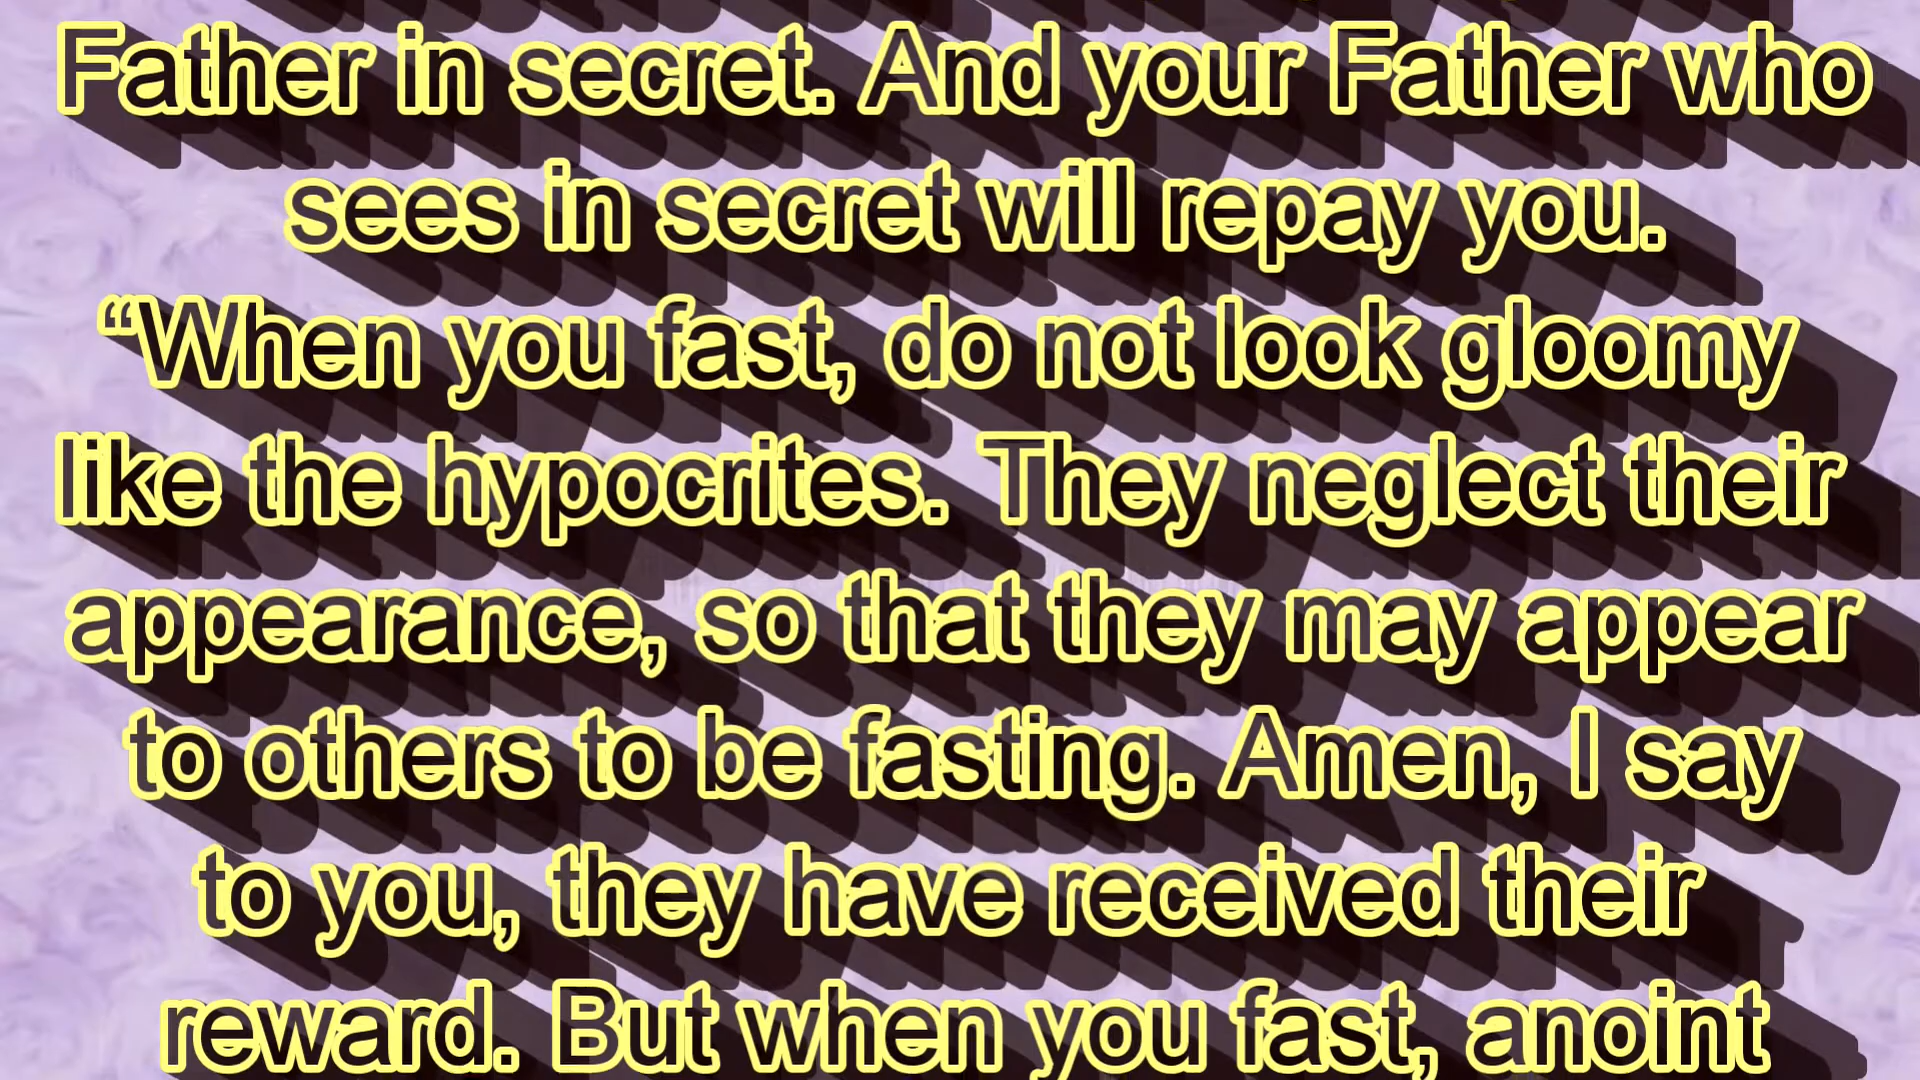 Father in secret. And your Father who
sees in secret will repay you.
“When you fast, do not look gloomy
like the hypocrites. They neglect their
appearance, so that they may appear
to others to be fasting. Amen, I say
to you, they have received their
reward. But when you fast, anoint